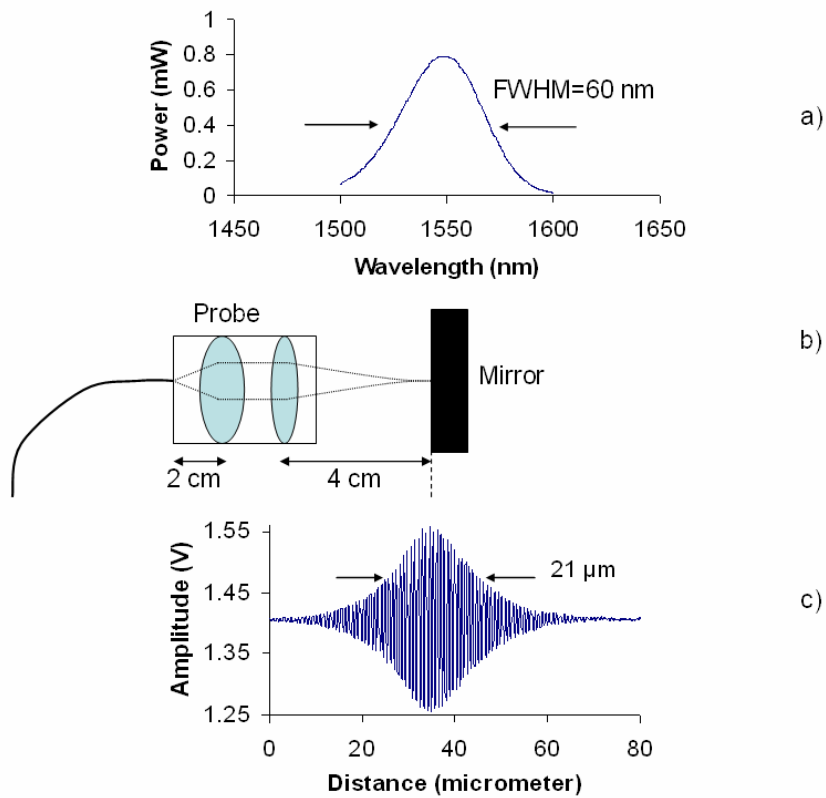 Power (mW)
1
0.8
0.6
0.4
0.2
0
FWHM=60 nm
a)
1450 1500 1550 1600 1650
Wavelength (nm)
Probe
b)
Mirror
2 cm 4 cm
Amplitude (V)
1.55
1.45
1.35
1.25
21 µm
c)
0 20 40 60 80
Distance (micrometer)